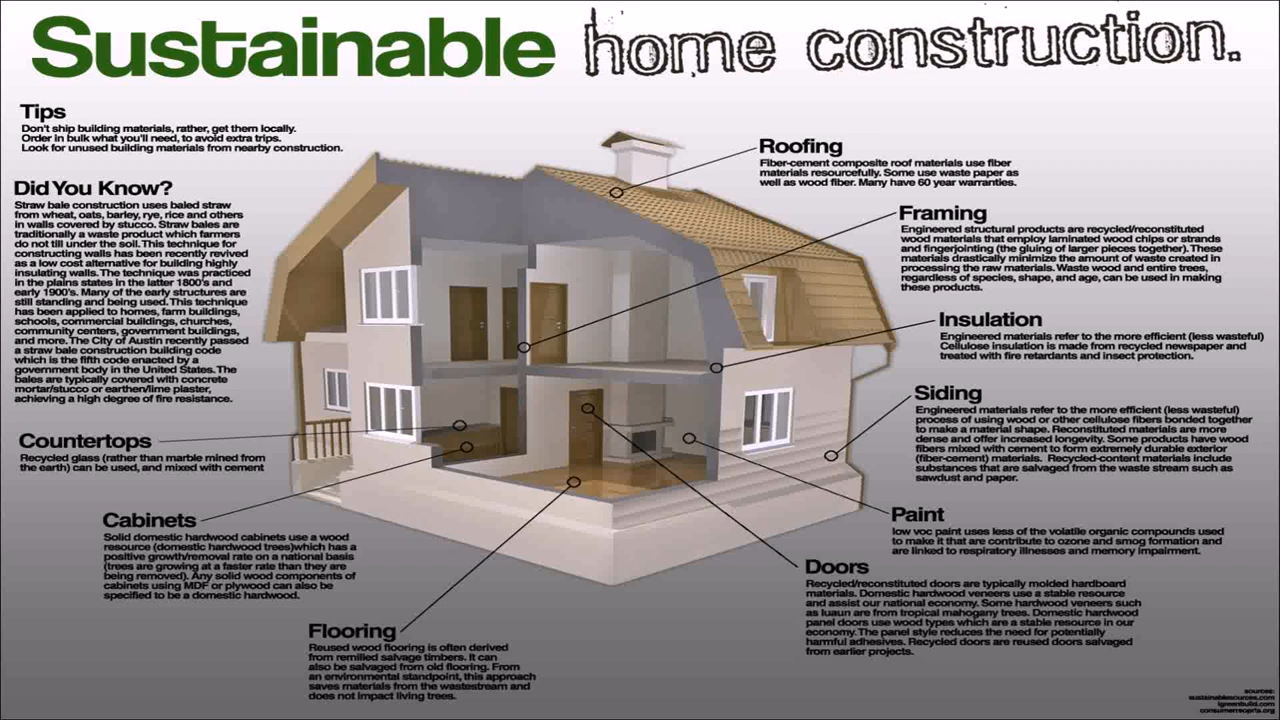 Sustainable home construction.
Tips
Don't ship building materials, rather, get them locally.
Order in bulk what you'll need, to avoid extra trips.
Look for unused building materials from nearby construction.
Did You Know?
Straw bale construction uses baled straw
from wheat, oats, barley, rye, rice and others
in walls covered by stucco. Straw bales are
traditionally a waste product which farmers
do not till under the soil. This technique for
constructing walls has been recently revived
as a low cost alternative for building highly
insulating walls. The technique was practiced
in the plains states in the latter 1800's and
early 1900's. Many of the early structures are
still standing and being used. This technique
has been applied to homes, farm buildings,
schools, commercial buildings, churches,
community centers, government buildings,
and more. The City of Austin recently passed
a straw bale construction building code
which is the fifth code enacted by a
government body in the United States. The
bales are typically covered with concrete
mortar/stucco or earthen/lime plaster,
achieving a high degree of fire resistance.
Countertops
Recycled glass (rather than marble mined from
the earth) can be used, and mixed with cement
Cabinets
Solid domestic hardwood cabinets use a wood
resource (domestic hardwood trees)which has a
positive growth/removal rate on a national basis
(trees are growing at a faster rate than they are
being removed). Any solid wood components of
cabinets using MDF or plywood can also be
specified to be a domestic hardwood.
Flooring
Reused wood flooring is often derived
from remilled salvage timbers. It can
also be salvaged from old flooring. From
an environmental standpoint, this approach
saves materials from the wastestream and
does not impact living trees.
Roofing
Fiber-cement composite roof materials use fiber
materials resourcefully. Some use waste paper as
well as wood fiber. Many have 60 year warranties.
Framing
Engineered structural products are recycled/reconstituted
wood materials that employ laminated wood chips or strands
and fingerjointing (the gluing of larger pieces together). These
materials drastically minimize the amount of waste created in
processing the raw materials. Waste wood and entire trees,
regardless of species, shape, and age, can be used in making
these products.
Insulation
Engineered materials refer to the more efficient (less wasteful)
Cellulose insulation is made from recycled newspaper and
treated with fire retardants and insect protection.
Siding
Engineered materials refer to the more efficient (less wasteful)
process of using wood or other cellulose fibers bonded together
to make a material shape. Reconstituted materials are more
dense and offer increased longevity. Some products have wood
fibers mixed with cement to form extremely durable exterior
(fiber-cement) materials. Recycled-content materials include
substances that are salvaged from the waste stream such as
sawdust and paper.
Paint
low voc paint uses less of the volatile organic compounds used
to make it that are contribute to ozone and smog formation and
are linked to respiratory illnesses and memory impairment.
Doors
Recycled/reconstituted doors are typically molded hardboard
materials. Domestic hardwood veneers use a stable resource
and assist our national economy. Some hardwood veneers such
as luaun are from tropical mahogany trees. Domestic hardwood
panel doors use wood types which are a stable resource in our
economy. The panel style reduces the need for potentially
harmful adhesives. Recycled doors are reused doors salvaged
from earlier projects.
sources:
sustainablesources.com
igreenbuild.com